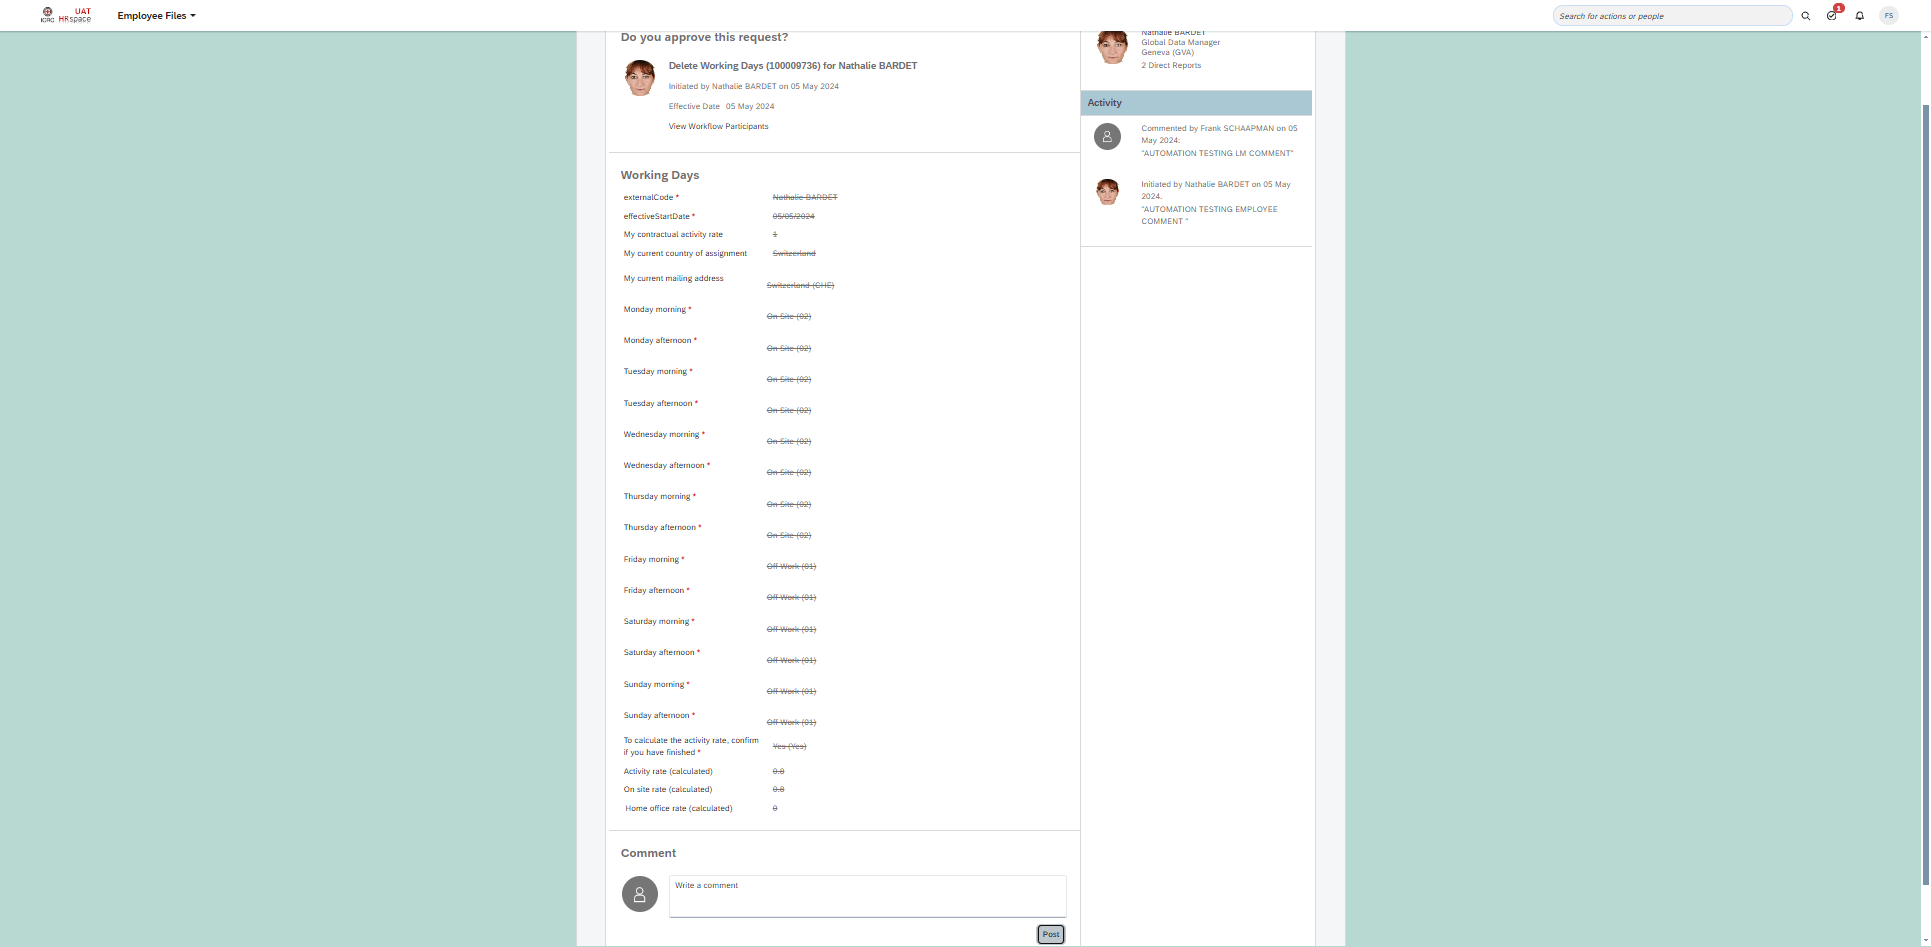 ICRC
UAT
HRspace
Employee Files
Search for actions or people
1
FS
Do you approve this request?
Delete Working Days (100009736) for Nathalie BARDET
Initiated by Nathalie BARDET on 05 May 2024
Effective Date 05 May 2024
View Workflow Participants
Working Days
externalCode * Nathalie BARDET
effectiveStartDate * 05/05/2024
My contractual activity rate 1
My current country of assignment Switzerland
My current mailing address Switzerland (CHE)
Monday morning * On Site (02)
Monday afternoon * On Site (02)
Tuesday morning * On Site (02)
Tuesday afternoon * On Site (02)
Wednesday morning * On Site (02)
Wednesday afternoon * On Site (02)
Thursday morning * On Site (02)
Thursday afternoon * On Site (02)
Friday morning * Off Work (01)
Friday afternoon * Off Work (01)
Saturday morning * Off Work (01)
Saturday afternoon * Off Work (01)
Sunday morning * Off Work (01)
Sunday afternoon * Off Work (01)
To calculate the activity rate, confirm
if you have finished * Yes (Yes)
Activity rate (calculated) 0.8
On site rate (calculated) 0.8
Home office rate (calculated) 0
Comment
Write a comment
Post
Nathalie BARDET
Global Data Manager
Geneva (GVA)
2 Direct Reports
Activity
Commented by Frank SCHAAPMAN on 05
May 2024:
"AUTOMATION TESTING LM COMMENT"
Initiated by Nathalie BARDET on 05 May
2024.
"AUTOMATION TESTING EMPLOYEE
COMMENT "